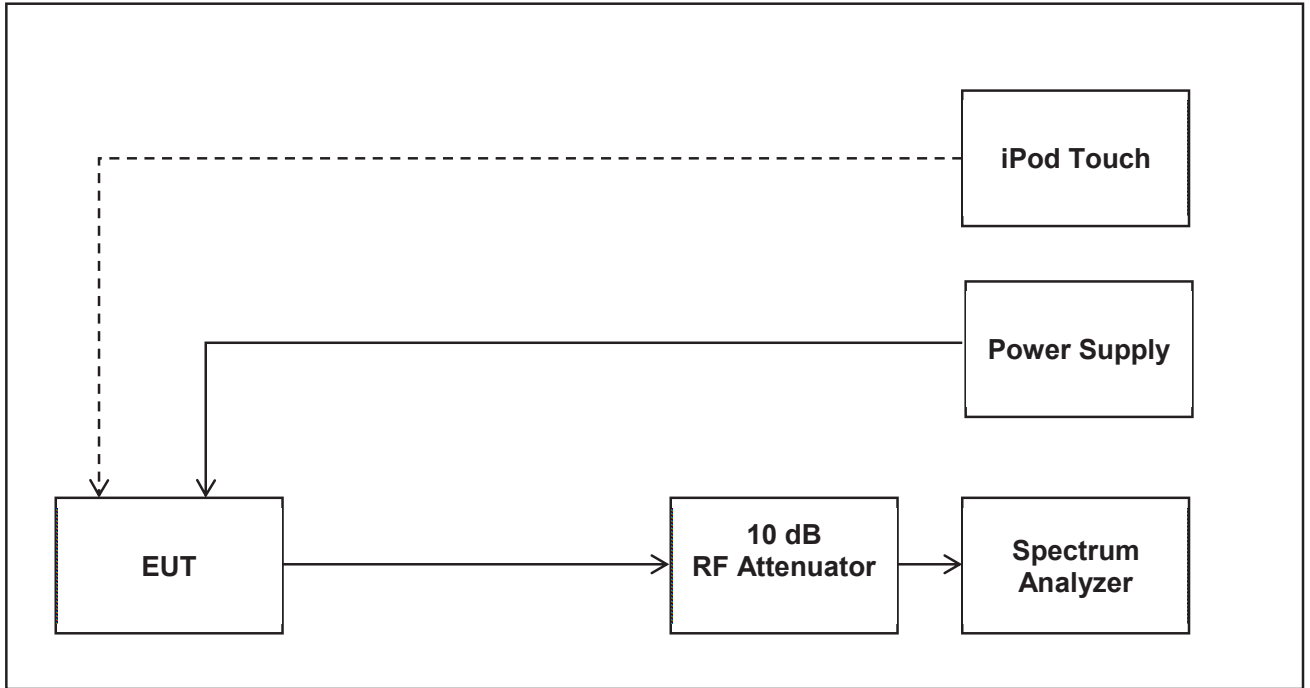 iPod Touch
Power Supply
EUT
10 dB
RF Attenuator
Spectrum
Analyzer